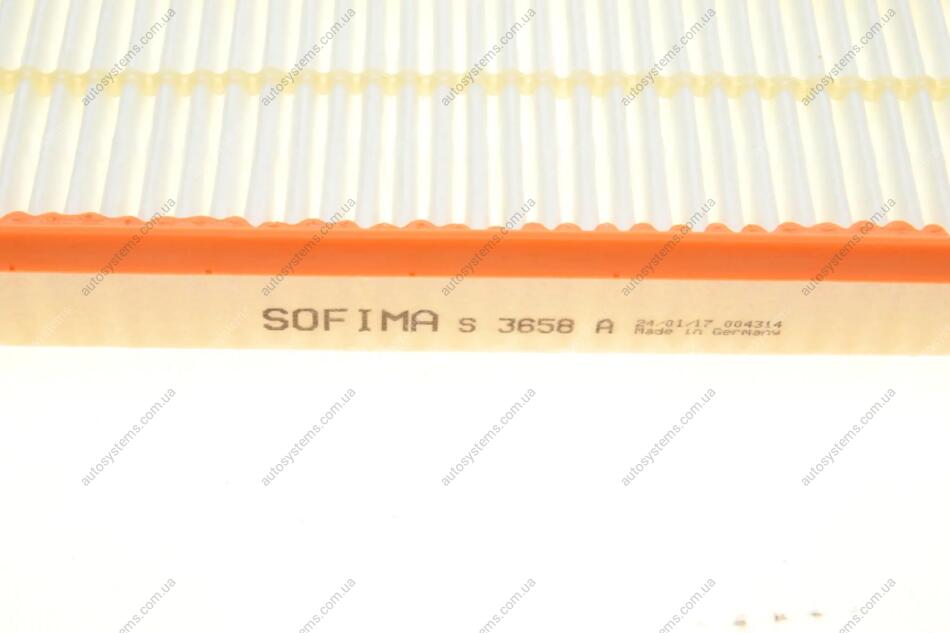 SOFIMA S 3658 A
24/01/17 004314
Made in Germany
autosystems.com.ua